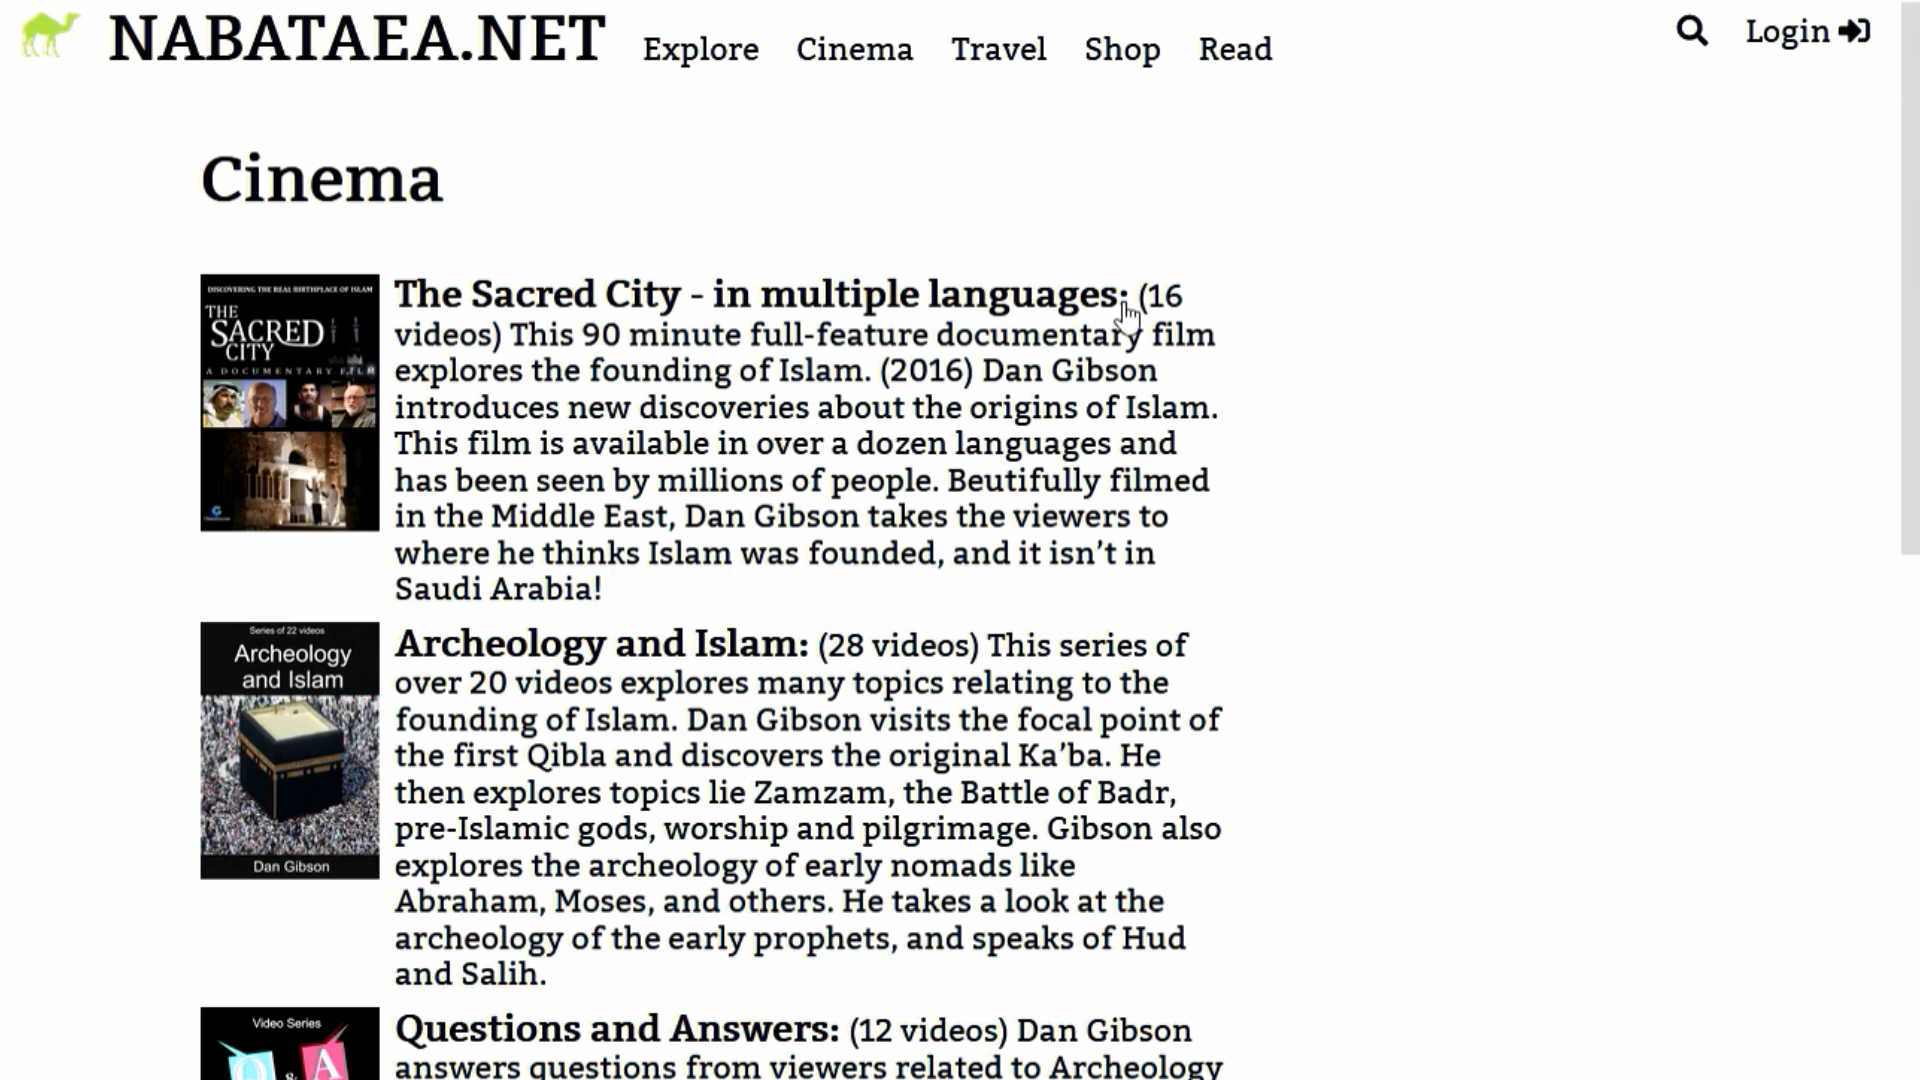 NABATAEA.NET Explore Cinema Travel Shop Read Login
Cinema
DISCOVERING THE REAL BIRTHPLACE OF ISLAM
THE
SACRED
CITY
A DOCUMENTARY FILM
The Sacred City - in multiple languages: (16
videos) This 90 minute full-feature documentary film
explores the founding of Islam. (2016) Dan Gibson
introduces new discoveries about the origins of Islam.
This film is available in over a dozen languages and
has been seen by millions of people. Beutifully filmed
in the Middle East, Dan Gibson takes the viewers to
where he thinks Islam was founded, and it isn’t in
Saudi Arabia!
Series of 22 videos
Archeology
and Islam
Dan Gibson
Archeology and Islam: (28 videos) This series of
over 20 videos explores many topics relating to the
founding of Islam. Dan Gibson visits the focal point of
the first Qibla and discovers the original Ka’ba. He
then explores topics lie Zamzam, the Battle of Badr,
pre-Islamic gods, worship and pilgrimage. Gibson also
explores the archeology of early nomads like
Abraham, Moses, and others. He takes a look at the
archeology of the early prophets, and speaks of Hud
and Salih.
Video Series
Q & A
Questions and Answers: (12 videos) Dan Gibson
answers questions from viewers related to Archeology